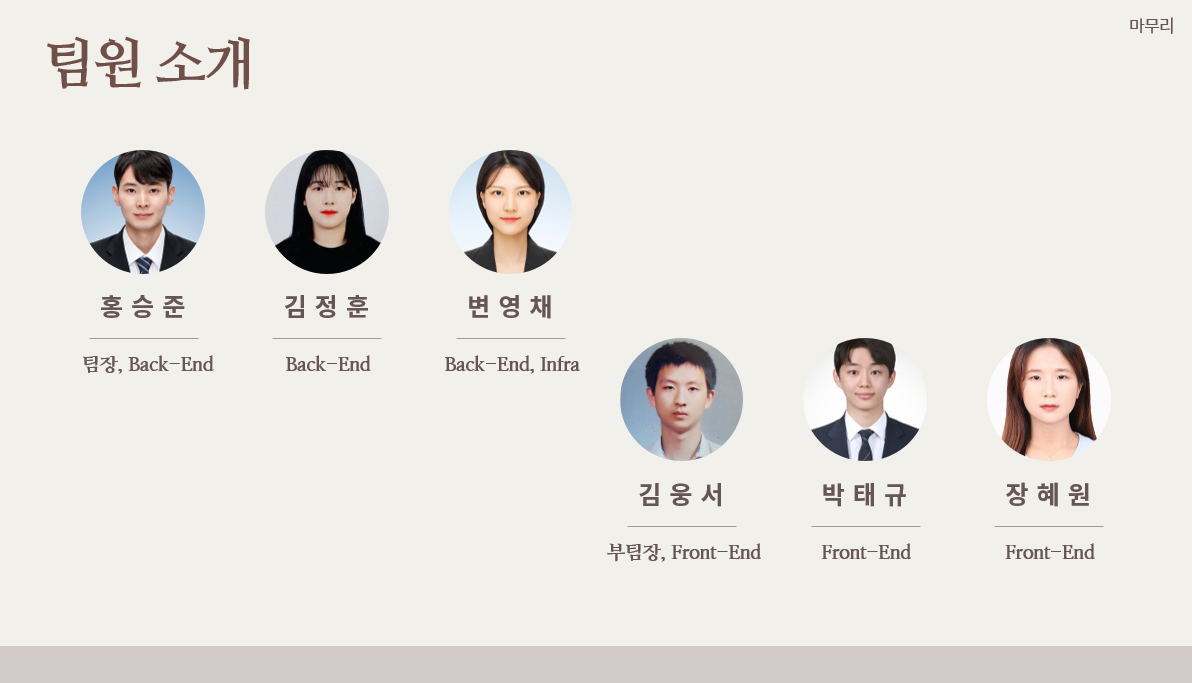 마무리
팀원 소개
홍승준
팀장, Back-End
김정훈
Back-End
변영채
Back-End, Infra
김웅서
부팀장, Front-End
박태규
Front-End
장혜원
Front-End